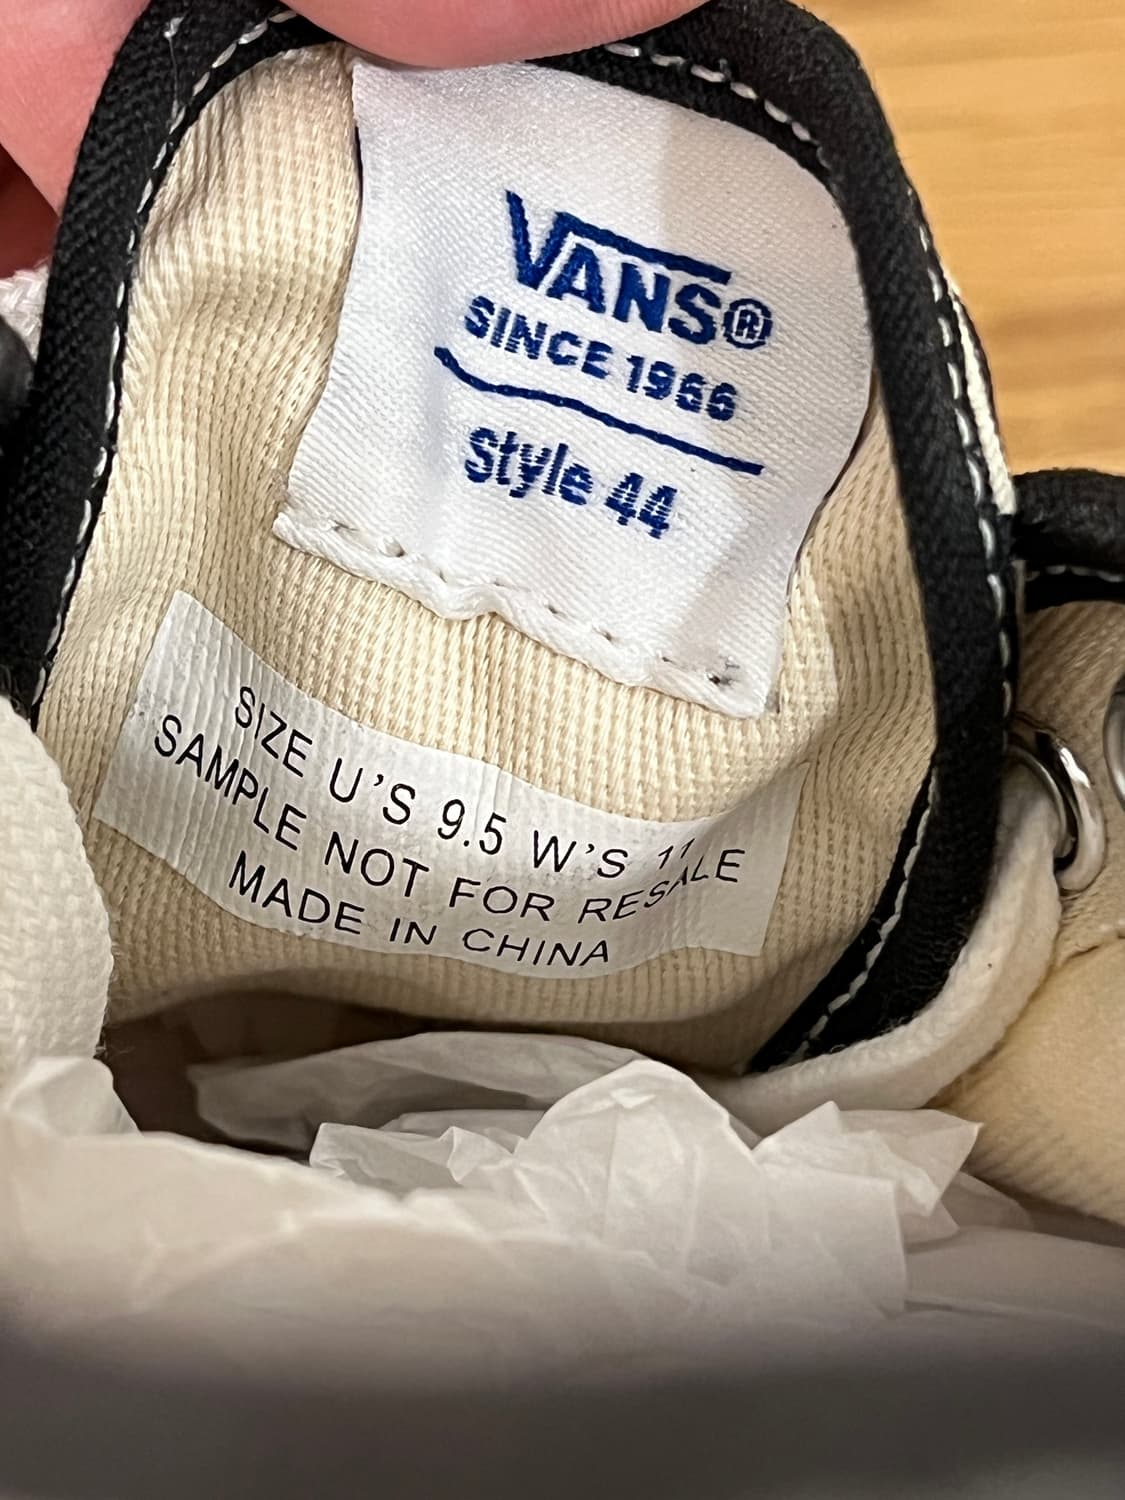 VANS®
SINCE 1966
Style 44
SIZE U'S 9.5 W'S 11
SAMPLE NOT FOR RESALE
MADE IN CHINA